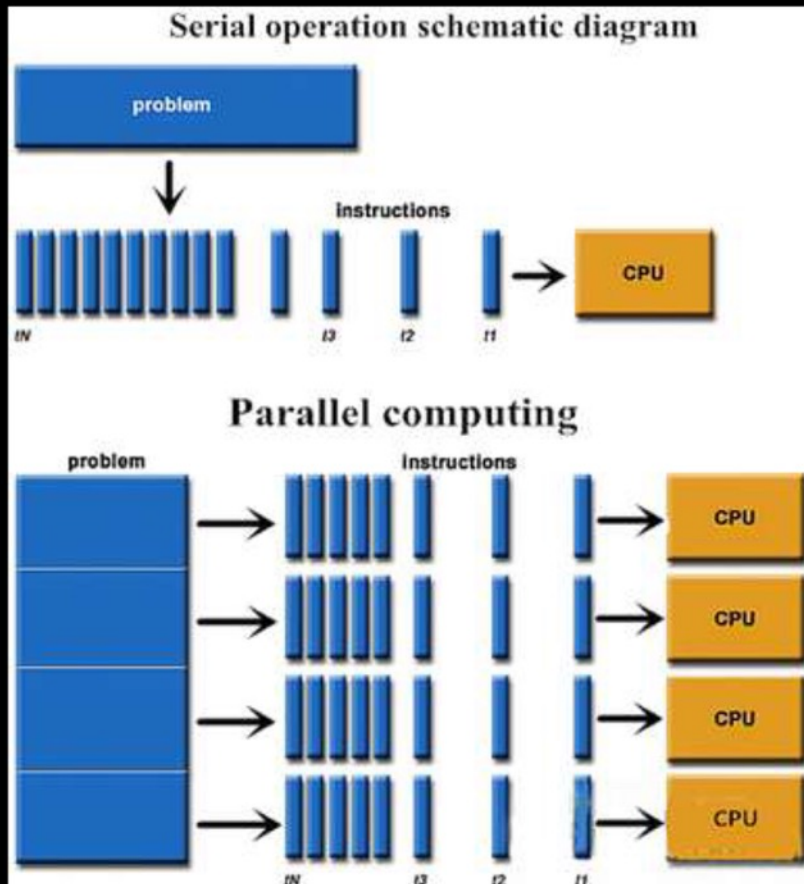 Serial operation schematic diagram
problem
instructions
CPU
tN t3 t2 t1
Parallel computing
problem instructions
CPU
CPU
CPU
CPU
tN t3 t2 t1